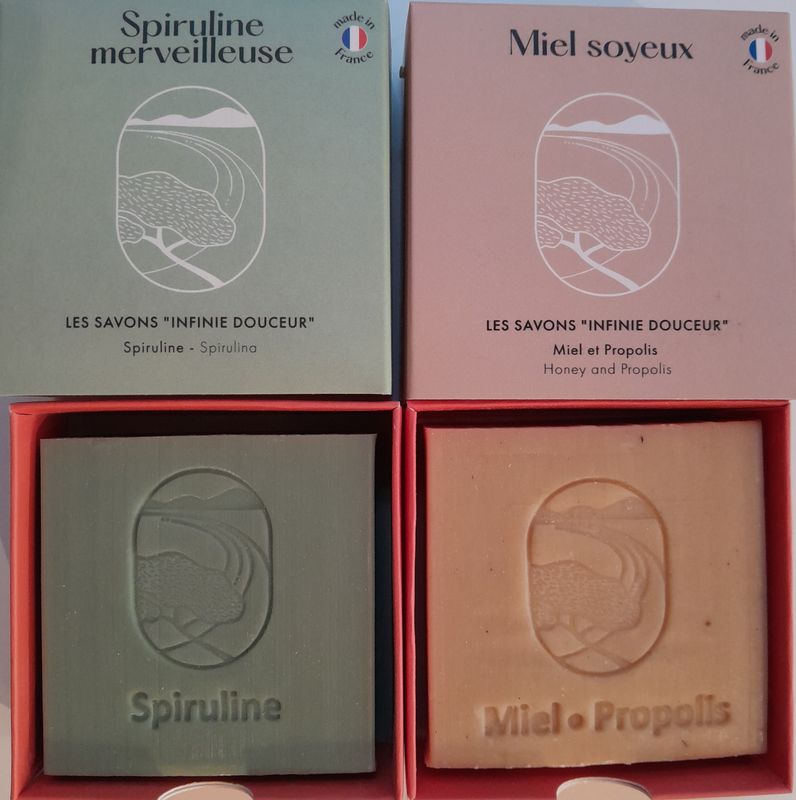 Spiruline
merveilleuse
made in
France
LES SAVONS "INFINIE DOUCEUR"
Spiruline - Spirulina
Miel soyeux
made in
France
LES SAVONS "INFINIE DOUCEUR"
Miel et Propolis
Honey and Propolis
Spiruline
Miel • Propolis